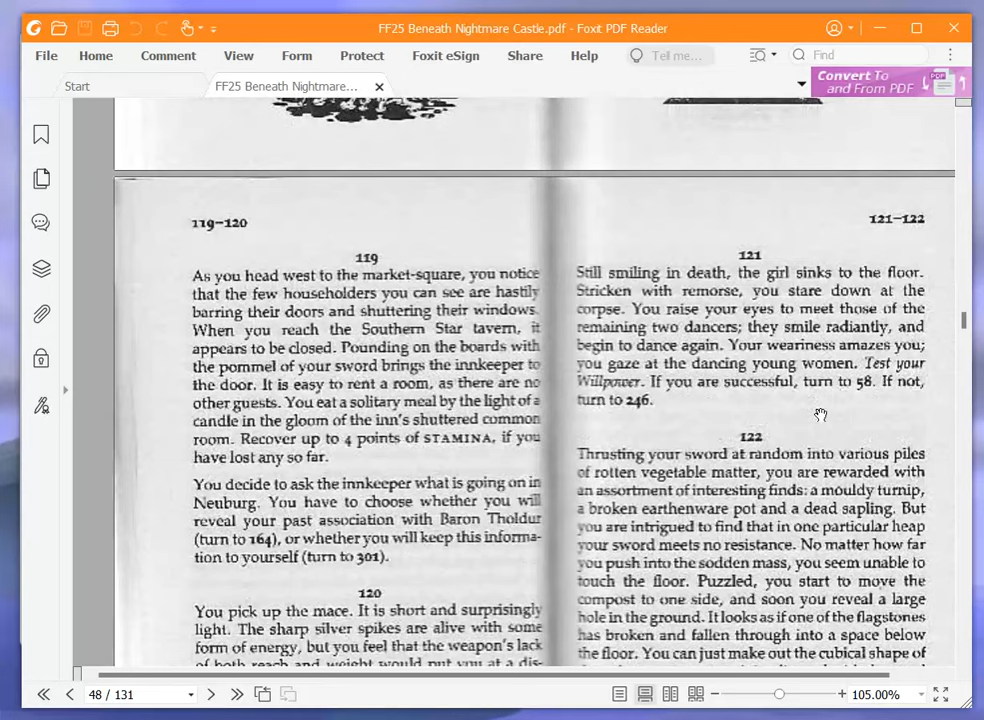 FF25 Beneath Nightmare Castle.pdf - Foxit PDF Reader
File Home Comment View Form Protect Foxit eSign Share Help Tell me... Find
Start FF25 Beneath Nightmare... Convert To and From PDF PDF
119–120
119
As you head west to the market-square, you notice
that the few householders you can see are hastily
barring their doors and shuttering their windows.
When you reach the Southern Star tavern, it
appears to be closed. Pounding on the boards with
the pommel of your sword brings the innkeeper to
the door. It is easy to rent a room, as there are no
other guests. You eat a solitary meal by the light of a
candle in the gloom of the inn's shuttered common
room. Recover up to 4 points of STAMINA, if you
have lost any so far.
You decide to ask the innkeeper what is going on in
Neuburg. You have to choose whether you will
reveal your past association with Baron Tholdur
(turn to 164), or whether you will keep this informa-
tion to yourself (turn to 301).
120
You pick up the mace. It is short and surprisingly
light. The sharp silver spikes are alive with some
form of energy, but you feel that the weapon's lack
of both reach and weight would put you at a dis-
121–122
121
Still smiling in death, the girl sinks to the floor.
Stricken with remorse, you stare down at the
corpse. You raise your eyes to meet those of the
remaining two dancers; they smile radiantly, and
begin to dance again. Your weariness amazes you;
you gaze at the dancing young women. Test your
Willpower. If you are successful, turn to 58. If not,
turn to 246.
122
Thrusting your sword at random into various piles
of rotten vegetable matter, you are rewarded with
an assortment of interesting finds: a mouldy turnip,
a broken earthenware pot and a dead sapling. But
you are intrigued to find that in one particular heap
your sword meets no resistance. No matter how far
you push into the sodden mass, you seem unable to
touch the floor. Puzzled, you start to move the
compost to one side, and soon you reveal a large
hole in the ground. It looks as if one of the flagstones
has broken and fallen through into a space below
the floor. You can just make out the cubical shape of
48 / 131 105.00%